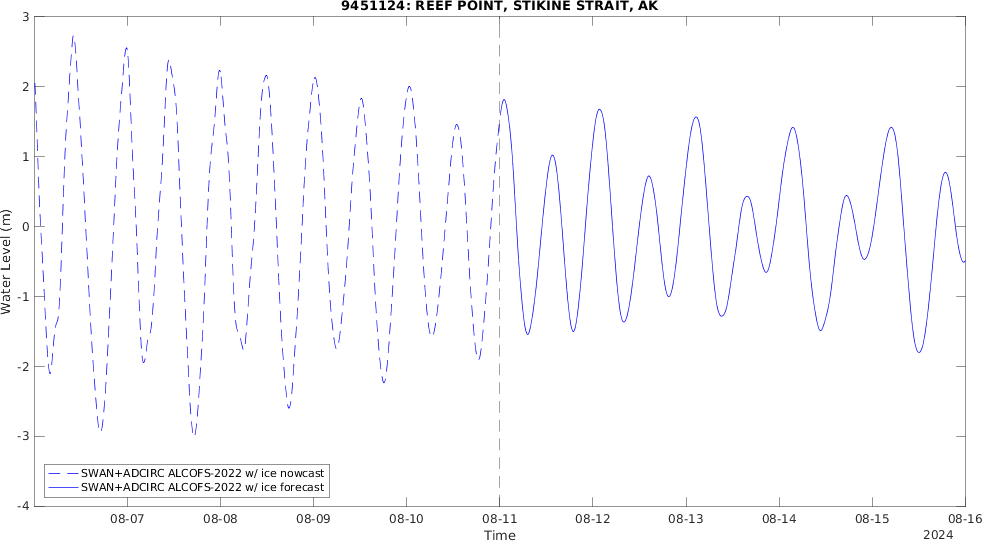 9451124: REEF POINT, STIKINE STRAIT, AK
3
2
1
0
-1
-2
-3
-4
Water Level (m)
SWAN+ADCIRC ALCOFS-2022 w/ ice nowcast
SWAN+ADCIRC ALCOFS-2022 w/ ice forecast
08-07 08-08 08-09 08-10 08-11 08-12 08-13 08-14 08-15 08-16
Time
2024